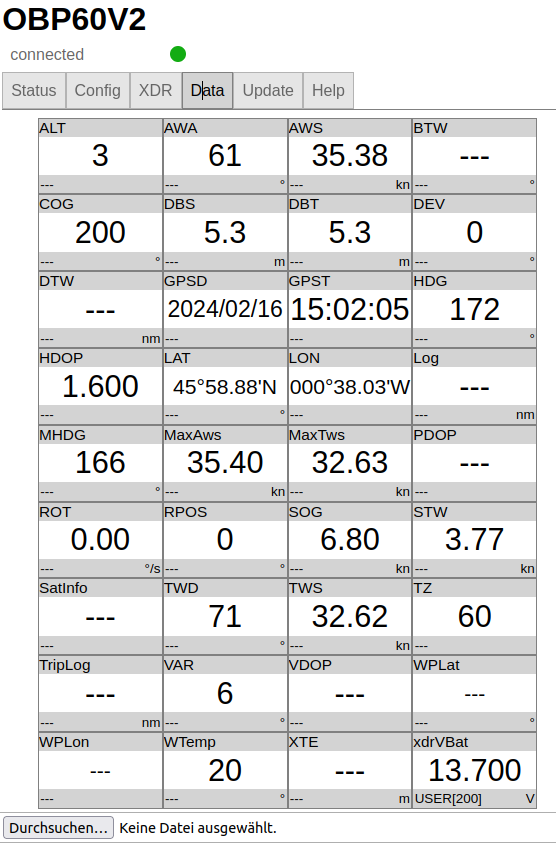 OBP60V2
connected
Status Config XDR Data Update Help
ALT AWA AWS BTW
3 61 35.38 ---
--- --- ° --- kn --- °
COG DBS DBT DEV
200 5.3 5.3 0
--- ° --- m --- m --- °
DTW GPSD GPST HDG
--- 2024/02/16 15:02:05 172
--- nm --- --- --- °
HDOP LAT LON Log
1.600 45°58.88'N 000°38.03'W ---
--- --- ° --- --- nm
MHDG MaxAws MaxTws PDOP
166 35.40 32.63 ---
--- ° --- kn --- kn ---
ROT RPOS SOG STW
0.00 0 6.80 3.77
--- °/s --- ° --- kn --- kn
SatInfo TWD TWS TZ
--- 71 32.62 60
--- --- ° --- kn ---
TripLog VAR VDOP WPLat
--- 6 --- ---
--- nm --- ° --- --- °
WPLon WTemp XTE xdrVBat
--- 20 --- 13.700
--- --- ° --- m USER[200] V
Durchsuchen… Keine Datei ausgewählt.